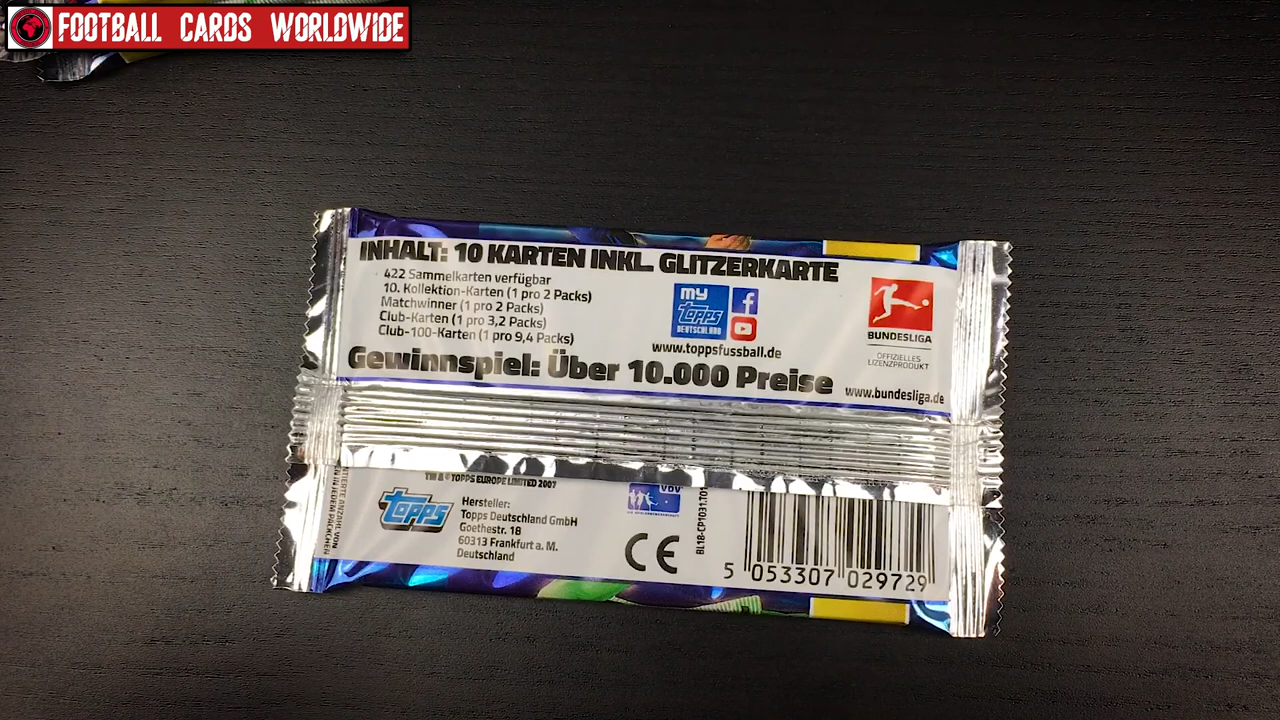 FOOTBALL CARDS WORLDWIDE
INHALT: 10 KARTEN INKL. GLITZERKARTE
422 Sammelkarten verfügbar
10. Kollektion-Karten (1 pro 2 Packs)
Matchwinner (1 pro 2 Packs)
Club-Karten (1 pro 3,2 Packs)
Club-100-Karten (1 pro 9,4 Packs)
my
topps
DEUTSCHLAND
www.toppsfussball.de
Gewinnspiel: Über 10.000 Preise
BUNDESLIGA
OFFIZIELLES
LIZENZPRODUKT
www.bundesliga.de
TM & © TOPPS EUROPE LIMITED 2007
topps
Hersteller:
Topps Deutschland GmbH
Goethestr. 18
60313 Frankfurt a. M.
Deutschland
VDV
CE
5 053307 029729